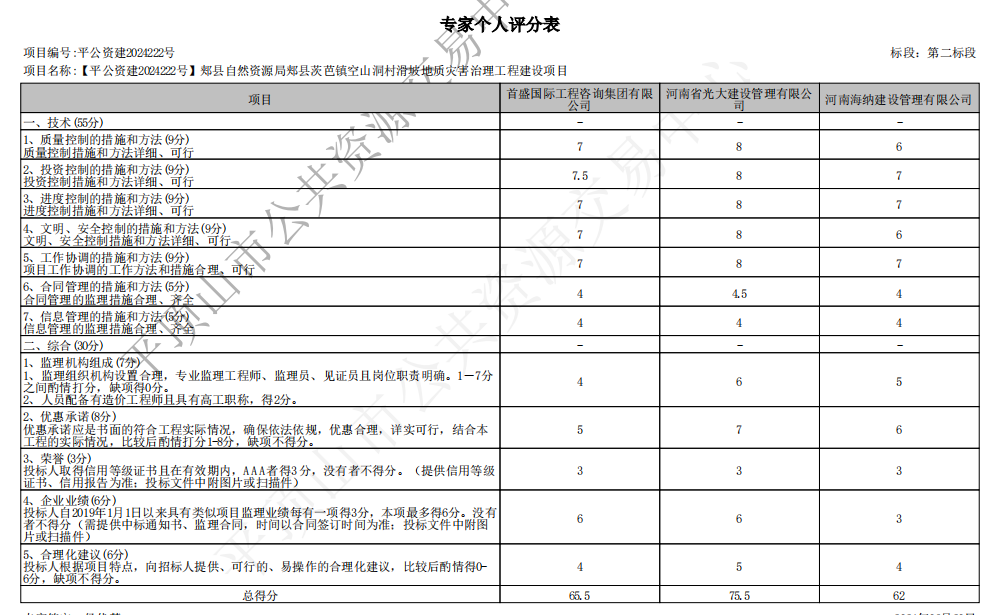 专家个人评分表
项目编号:平公资建2024222号
标段：第二标段
项目名称:【平公资建2024222号】郏县自然资源局郏县茨芭镇空山洞村滑坡地质灾害治理工程建设项目
项目 首盛国际工程咨询集团有限公司 河南省光大建设管理有限公司 河南海纳建设管理有限公司
一、技术(55分) － － －
1、质量控制的措施和方法(9分)
质量控制措施和方法详细、可行
7 8 6
2、投资控制的措施和方法(9分)
投资控制措施和方法详细、可行
7.5 8 7
3、进度控制的措施和方法(9分)
进度控制措施和方法详细、可行
7 8 7
4、文明、安全控制的措施和方法(9分)
文明、安全控制措施和方法详细、可行
7 8 6
5、工作协调的措施和方法(9分)
项目工作协调的工作方法和措施合理、可行
7 8 7
6、合同管理的措施和方法(5分)
合同管理的监理措施合理、齐全
4 4.5 4
7、信息管理的措施和方法(5分)
信息管理的监理措施合理、齐全
4 4 4
二、综合(30分) － － －
1、监理机构组成(7分)
1、监理组织机构设置合理，专业监理工程师、监理员、见证员且岗位职责明确。1－7分
之间酌情打分，缺项得0分。
2、人员配备有造价工程师且具有高工职称，得2分。
4 6 5
2、优惠承诺(8分)
优惠承诺应是书面的符合工程实际情况，确保依法依规，优惠合理，详实可行，结合本
工程的实际情况，比较后酌情打分1-8分，缺项不得分。
5 7 6
3、荣誉(3分)
投标人取得信用等级证书且在有效期内，AAA者得3分，没有者不得分。（提供信用等级
证书、信用报告为准；投标文件中附图片或扫描件）
3 3 3
4、企业业绩(6分)
投标人自2019年1月1日以来具有类似项目监理业绩每有一项得3分，本项最多得6分。没有
者不得分（需提供中标通知书、监理合同，时间以合同签订时间为准；投标文件中附图
片或扫描件）
6 6 3
5、合理化建议(6分)
投标人根据项目特点，向招标人提供、可行的、易操作的合理化建议，比较后酌情得0-
6分，缺项不得分。
4 5 4
总得分 65.5 75.5 62
平顶山市公共资源交易中心
平顶山市公共资源交易中心